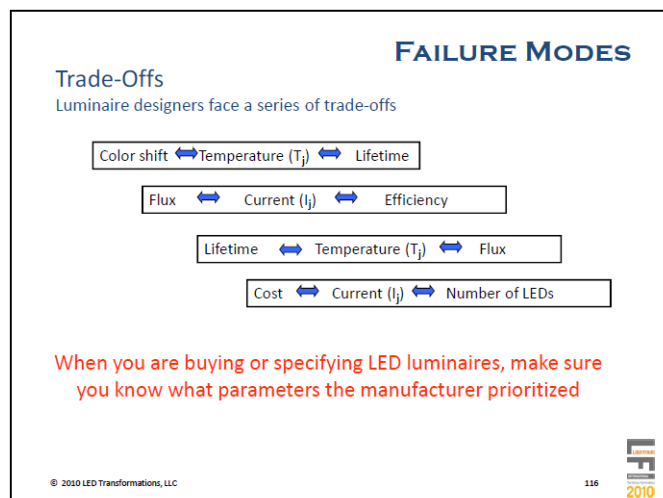 FAILURE MODES
Trade-Offs
Luminaire designers face a series of trade-offs
Color shift Temperature (Tj) Lifetime
Flux Current (Ij) Efficiency
Lifetime Temperature (Tj) Flux
Cost Current (Ij) Number of LEDs
When you are buying or specifying LED luminaires, make sure
you know what parameters the manufacturer prioritized
© 2010 LED Transformations, LLC
116
LFI
2010